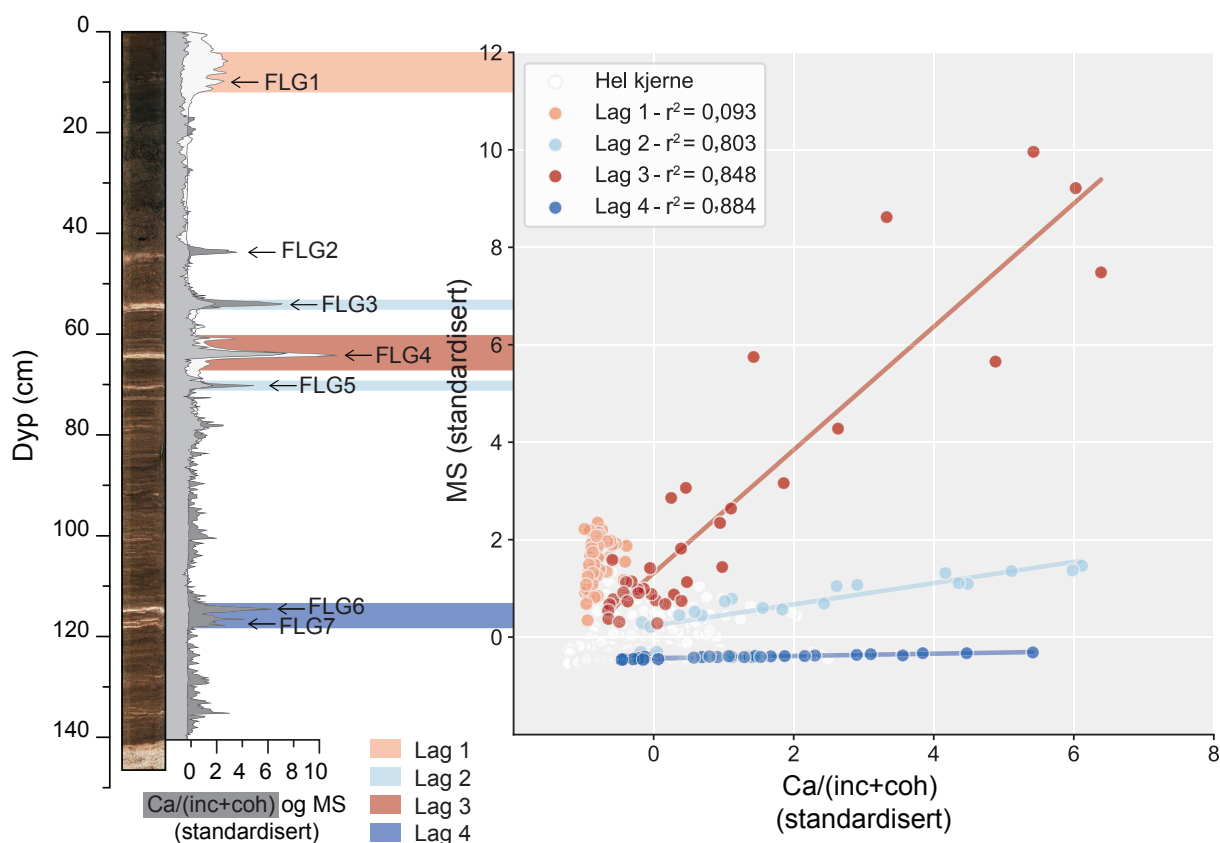 Dyp (cm)
0
20
40
60
80
100
120
140
FLG1
FLG2
FLG3
FLG4
FLG5
FLG6
FLG7
0 2 4 6 8 10
Ca/(inc+coh) og MS
(standardisert)
Lag 1
Lag 2
Lag 3
Lag 4
MS (standardisert)
12
10
8
6
4
2
0
Hel kjerne
Lag 1 - r² = 0,093
Lag 2 - r² = 0,803
Lag 3 - r² = 0,848
Lag 4 - r² = 0,884
0 2 4 6 8
Ca/(inc+coh)
(standardisert)